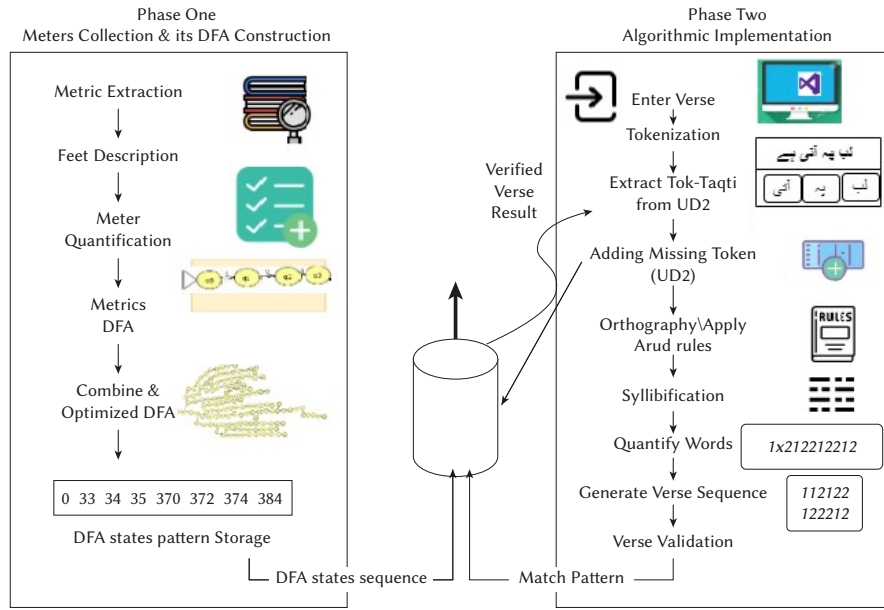 Phase One
Meters Collection & its DFA Construction
Metric Extraction
Feet Description
Meter
Quantification
Metrics
DFA
Combine &
Optimized DFA
0 33 34 35 370 372 374 384
DFA states pattern Storage
DFA states sequence
Verified
Verse
Result
Phase Two
Algorithmic Implementation
Enter Verse
Tokenization
Extract Tok-Taqti
from UD2
Adding Missing Token
(UD2)
Orthography\Apply
Arud rules
Syllibification
Quantify Words
Generate Verse Sequence
Verse Validation
Match Pattern
لب پہ آتی ہے
لب پہ آتی
RULES
1x212212212
112122
122212